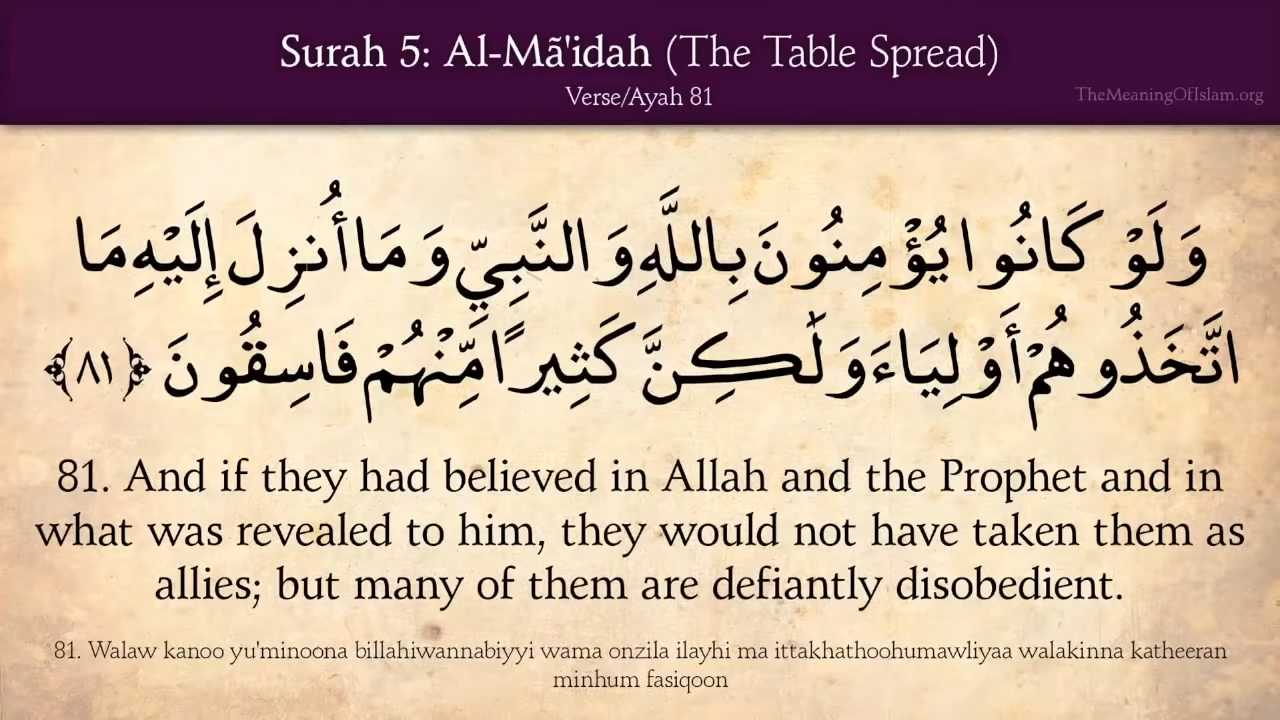 Surah 5: Al-Mã'idah (The Table Spread)
Verse/Ayah 81
TheMeaningOfIslam.org
وَلَوْ كَانُوا يُؤْمِنُونَ بِاللَّهِ وَالنَّبِيِّ وَمَا أُنزِلَ إِلَيْهِ مَا
اتَّخَذُوهُمْ أَوْلِيَاءَ وَلَٰكِنَّ كَثِيرًا مِّنْهُمْ فَاسِقُونَ ﴿٨١﴾
81. And if they had believed in Allah and the Prophet and in
what was revealed to him, they would not have taken them as
allies; but many of them are defiantly disobedient.
81. Walaw kanoo yu'minoona billahiwannabiyyi wama onzila ilayhi ma ittakhathoohumawliyaa walakinna katheeran
minhum fasiqoon